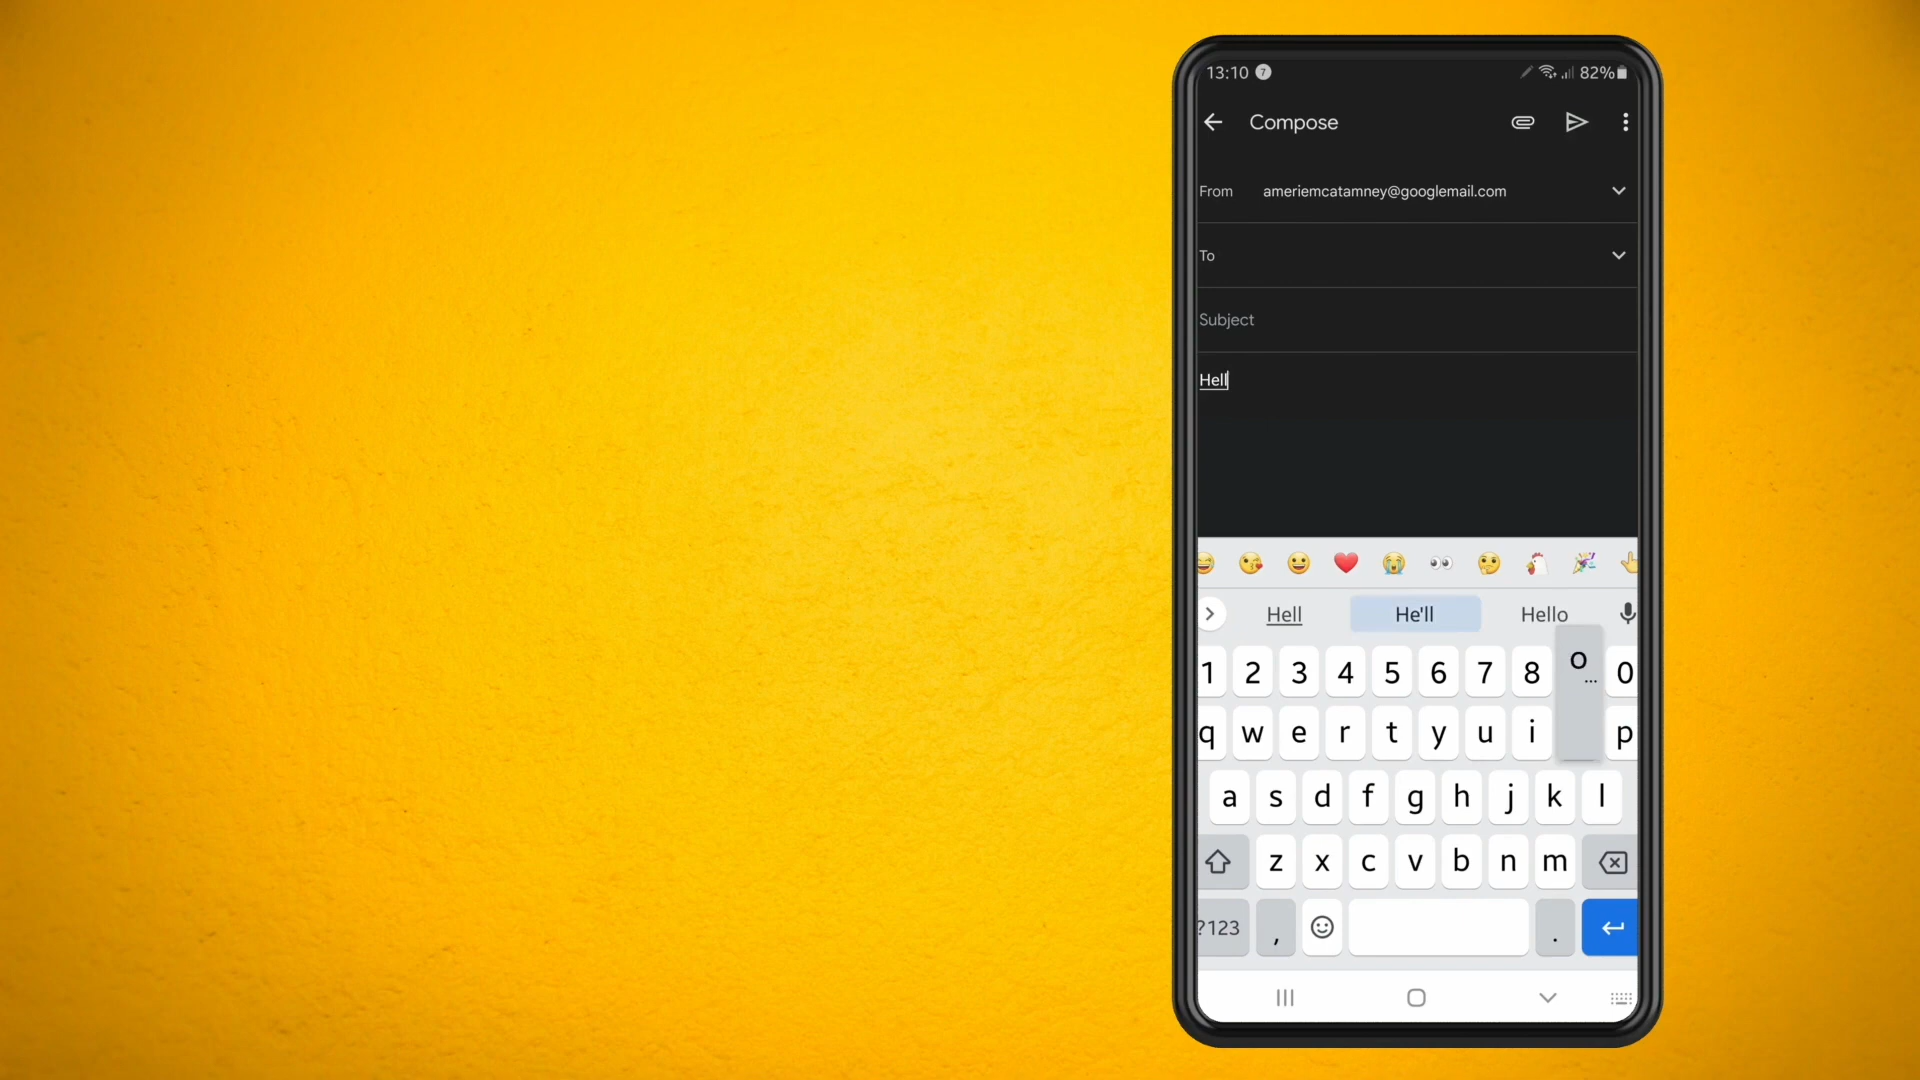 13:10 7 82%
Compose
From ameriemcatamney@googlemail.com
To
Subject
Hell
Hell He'll Hello
1 2 3 4 5 6 7 8 o... 0
q w e r t y u i p
a s d f g h j k l
z x c v b n m
?123 , .